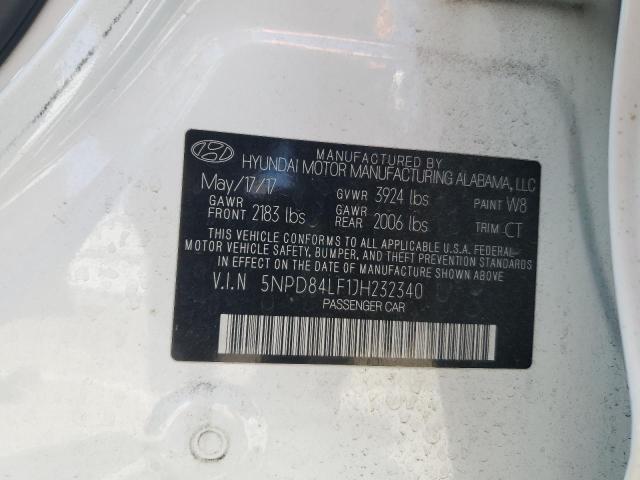 MANUFACTURED BY
HYUNDAI MOTOR MANUFACTURING ALABAMA, LLC
May/17/17 GVWR 3924 lbs PAINT W8
GAWR FRONT 2183 lbs GAWR REAR 2006 lbs TRIM CT
THIS VEHICLE CONFORMS TO ALL APPLICABLE U.S.A. FEDERAL
MOTOR VEHICLE SAFETY, BUMPER, AND THEFT PREVENTION STANDARDS
IN EFFECT ON THE DATE OF MANUFACTURE SHOWN ABOVE.
V.I.N 5NPD84LF1JH232340
PASSENGER CAR